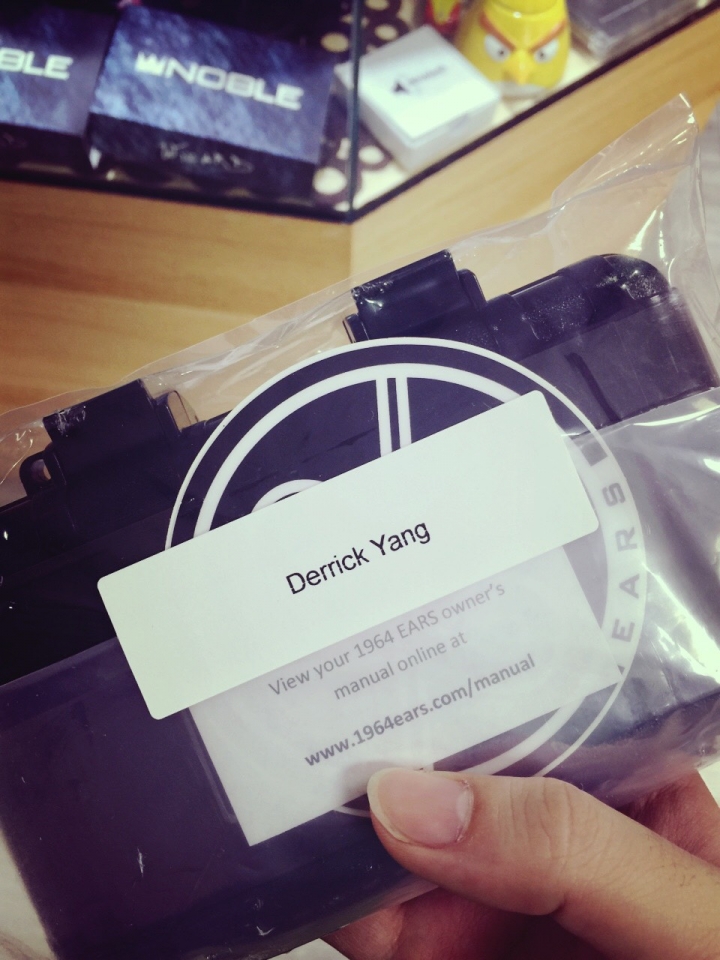 BLE
NOBLE
Derrick Yang
View your 1964 EARS owner's
manual online at
www.1964ears.com/manual
EARS